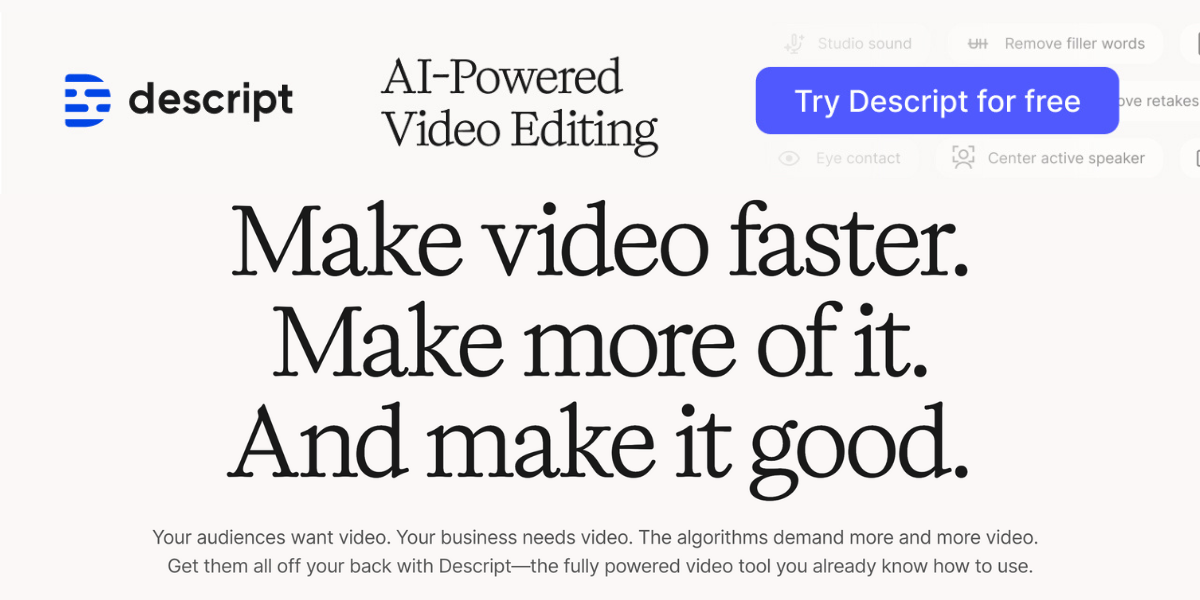 descript
AI-Powered
Video Editing
Studio sound
UH Remove filler words
Try Descript for free
retakes
Eye contact
Center active speaker
Make video faster.
Make more of it.
And make it good.
Your audiences want video. Your business needs video. The algorithms demand more and more video.
Get them all off your back with Descript—the fully powered video tool you already know how to use.